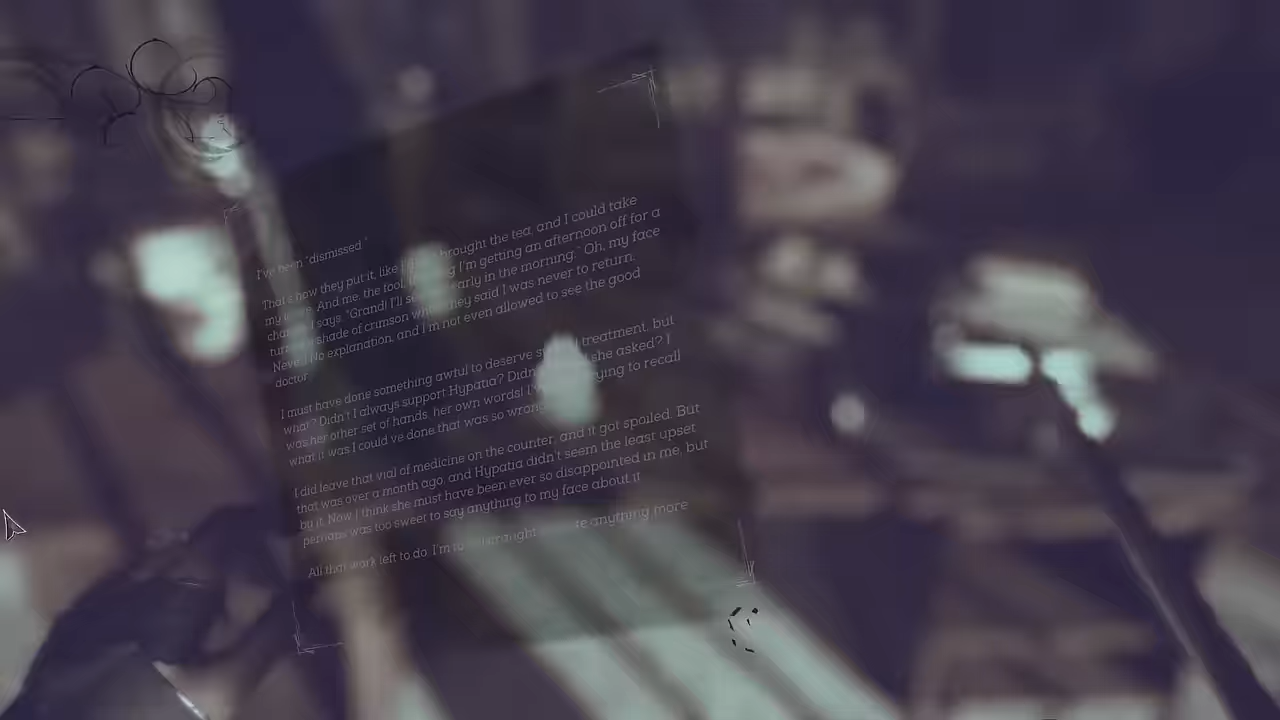 I've been "dismissed."
That's how they put it, like I brought the tea, and I could take
my leave. And me, the fool, I'm getting an afternoon off for a
change. I says, "Grand! I'll see early in the morning." Oh, my face
turned a shade of crimson when they said I was never to return.
Never! No explanation, and I'm not even allowed to see the good
doctor.
I must have done something awful to deserve treatment, but
what? Didn't I always support Hypatia? Didn't she asked? I
was her other set of hands, her own words! trying to recall
what it was I could've done that was so wrong
I did leave that vial of medicine on the counter, and it got spoiled. But
that was over a month ago, and Hypatia didn't seem the least upset
by it. Now I think she must have been ever so disappointed in me, but
perhaps was too sweet to say anything to my face about it.
All that work left to do. I'm to anything more